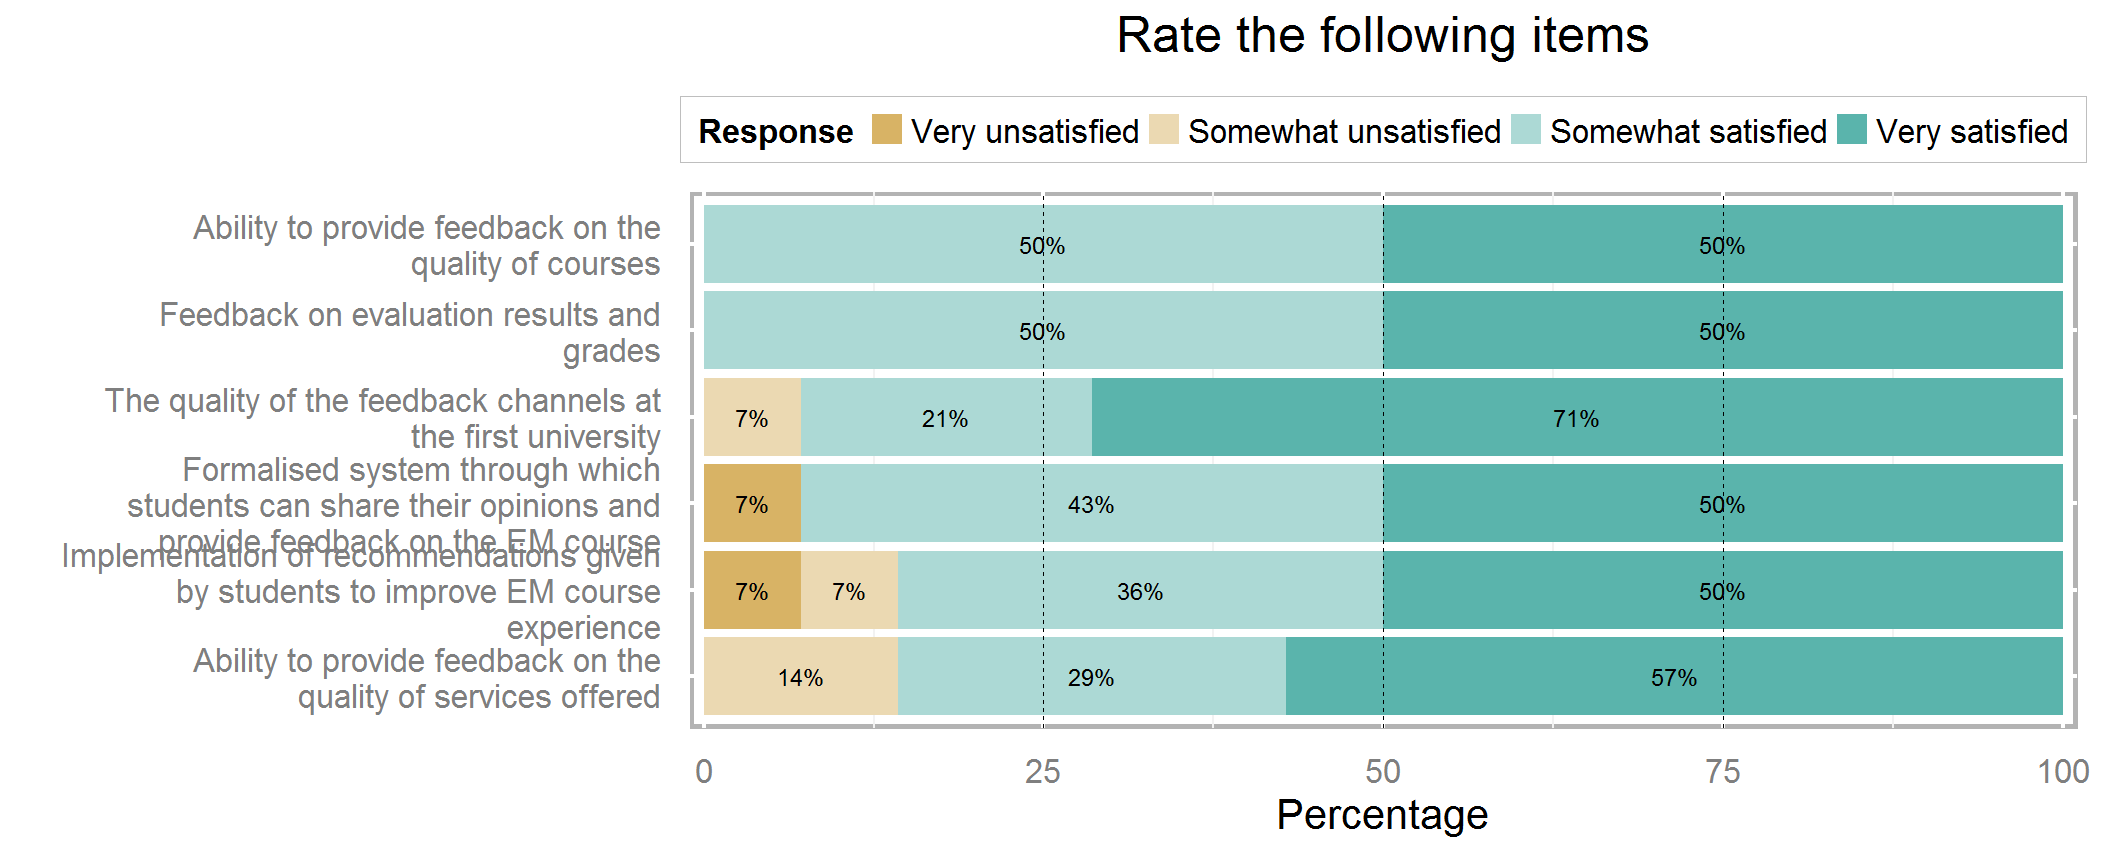 Rate the following items
Response Very unsatisfied Somewhat unsatisfied Somewhat satisfied Very satisfied
Ability to provide feedback on the
quality of courses
50% 50%
Feedback on evaluation results and
grades
50% 50%
The quality of the feedback channels at
the first university
7% 21% 71%
Formalised system through which
students can share their opinions and
provide feedback on the EM course
7% 43% 50%
Implementation of recommendations given
by students to improve EM course
experience
7% 7% 36% 50%
Ability to provide feedback on the
quality of services offered
14% 29% 57%
0 25 50 75 100
Percentage